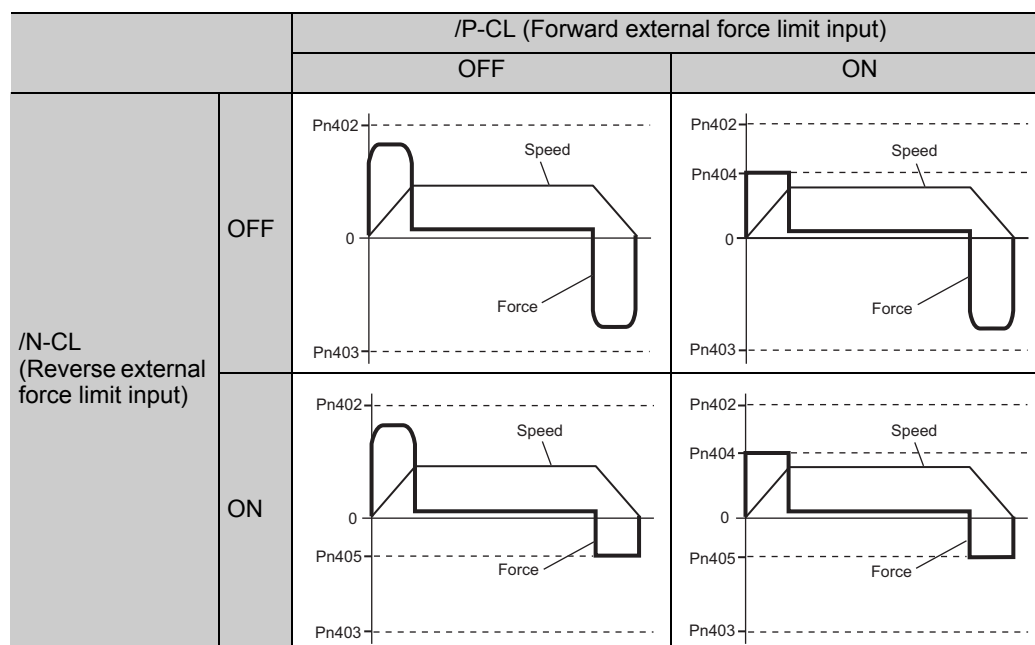 /P-CL (Forward external force limit input)
OFF
ON
/N-CL
(Reverse external
force limit input)
OFF
Pn402
Speed
0
Force
Pn403
Pn402
Speed
Pn404
0
Force
Pn403
ON
Pn402
Speed
0
Pn405
Force
Pn403
Pn402
Speed
Pn404
0
Pn405
Force
Pn403